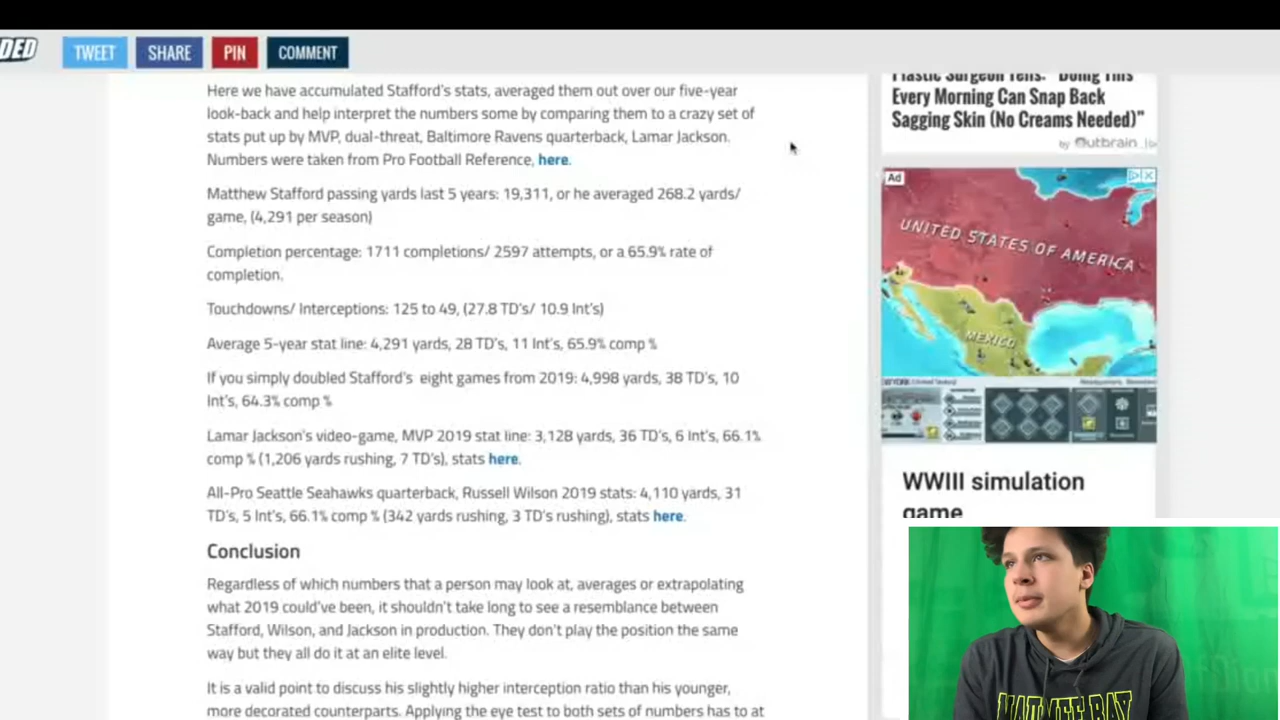 DED
TWEET
SHARE
PIN
COMMENT
Here we have accumulated Stafford's stats, averaged them out over our five-year
look-back and help interpret the numbers some by comparing them to a crazy set of
stats put up by MVP, dual-threat, Baltimore Ravens quarterback, Lamar Jackson.
Numbers were taken from Pro Football Reference, here.
Matthew Stafford passing yards last 5 years: 19,311, or he averaged 268.2 yards/
game, (4,291 per season)
Completion percentage: 1711 completions/ 2597 attempts, or a 65.9% rate of
completion.
Touchdowns/ Interceptions: 125 to 49, (27.8 TD's/ 10.9 Int's)
Average 5-year stat line: 4,291 yards, 28 TD's, 11 Int's, 65.9% comp %
If you simply doubled Stafford's eight games from 2019: 4,998 yards, 38 TD's, 10
Int's, 64.3% comp %
Lamar Jackson's video-game, MVP 2019 stat line: 3,128 yards, 36 TD's, 6 Int's, 66.1%
comp % (1,206 yards rushing, 7 TD's), stats here.
All-Pro Seattle Seahawks quarterback, Russell Wilson 2019 stats: 4,110 yards, 31
TD's, 5 Int's, 66.1% comp % (342 yards rushing, 3 TD's rushing), stats here.
Conclusion
Regardless of which numbers that a person may look at, averages or extrapolating
what 2019 could've been, it shouldn't take long to see a resemblance between
Stafford, Wilson, and Jackson in production. They don't play the position the same
way but they all do it at an elite level.
It is a valid point to discuss his slightly higher interception ratio than his younger,
more decorated counterparts. Applying the eye test to both sets of numbers has to at
Plastic Surgeon Tells: "Doing This
Every Morning Can Snap Back
Sagging Skin (No Creams Needed)"
by Outbrain
Ad
UNITED STATES OF AMERICA
MEXICO
WWIII simulation
game
MAUMEE BAY